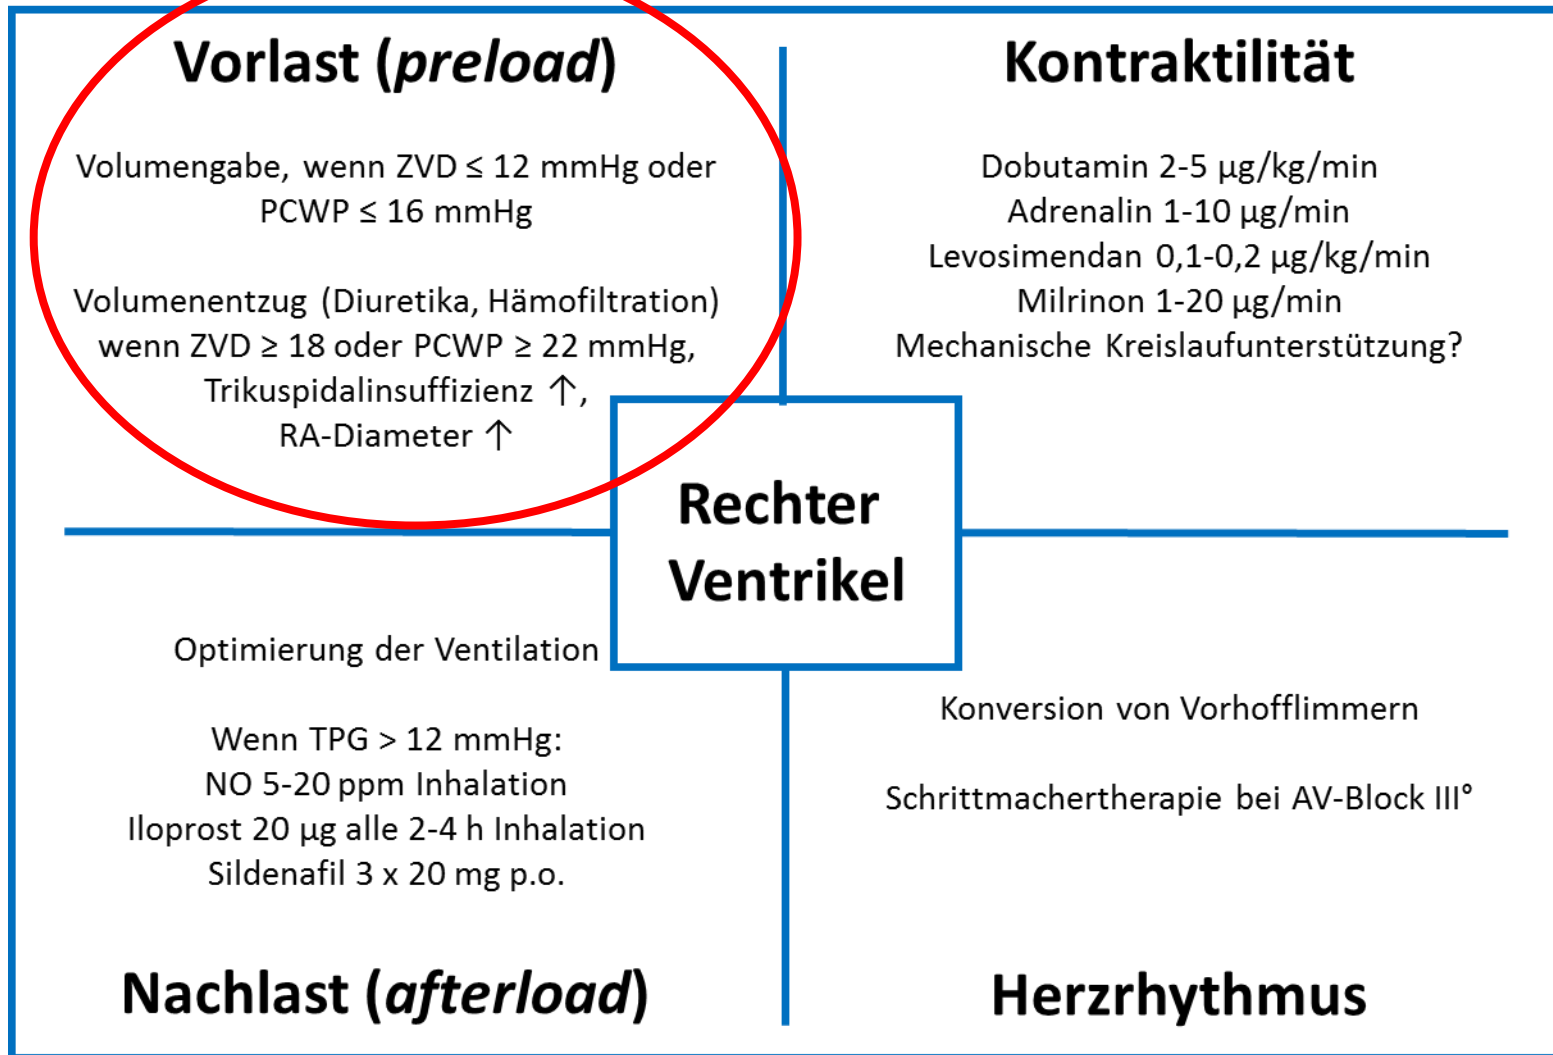 Vorlast (preload)
Volumengabe, wenn ZVD ≤ 12 mmHg oder
PCWP ≤ 16 mmHg
Volumenentzug (Diuretika, Hämofiltration)
wenn ZVD ≥ 18 oder PCWP ≥ 22 mmHg,
Trikuspidalinsuffizienz ↑,
RA-Diameter ↑
Kontraktilität
Dobutamin 2-5 µg/kg/min
Adrenalin 1-10 µg/min
Levosimendan 0,1-0,2 µg/kg/min
Milrinon 1-20 µg/min
Mechanische Kreislaufunterstützung?
Rechter
Ventrikel
Optimierung der Ventilation
Wenn TPG > 12 mmHg:
NO 5-20 ppm Inhalation
Iloprost 20 µg alle 2-4 h Inhalation
Sildenafil 3 x 20 mg p.o.
Nachlast (afterload)
Konversion von Vorhofflimmern
Schrittmachertherapie bei AV-Block III°
Herzrhythmus